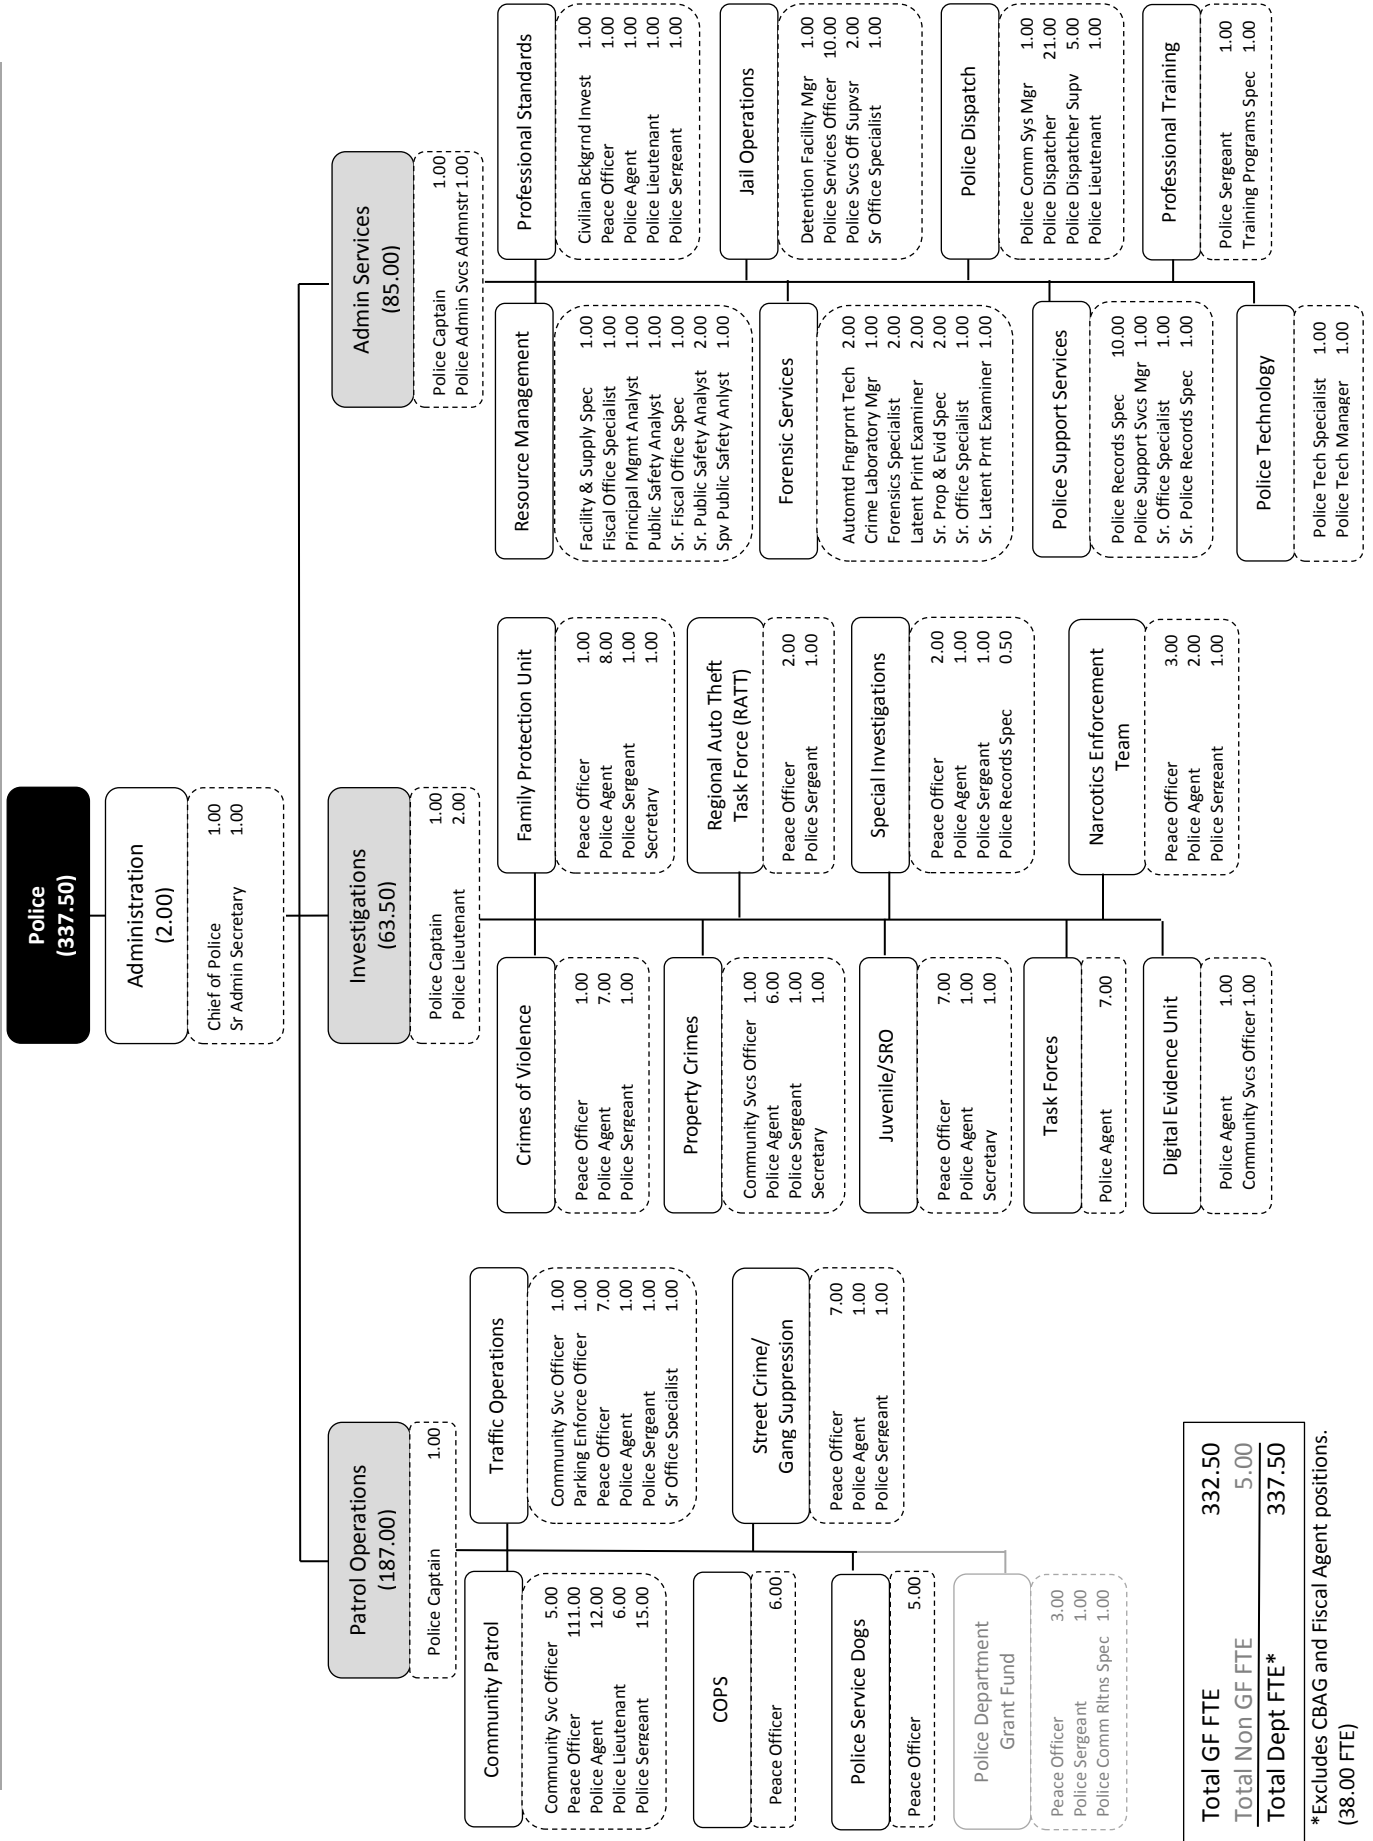 Police
(337.50)
Administration
(2.00)
Chief of Police 1.00
Sr Admin Secretary 1.00
Patrol Operations
(187.00)
Police Captain 1.00
Community Patrol
Community Svc Officer 5.00
Peace Officer 111.00
Police Agent 12.00
Police Lieutenant 6.00
Police Sergeant 15.00
Traffic Operations
Community Svc Officer 1.00
Parking Enforce Officer 1.00
Peace Officer 7.00
Police Agent 1.00
Police Sergeant 1.00
Sr Office Specialist 1.00
COPS
Peace Officer 6.00
Street Crime/
Gang Suppression
Peace Officer 7.00
Police Agent 1.00
Police Sergeant 1.00
Police Service Dogs
Peace Officer 5.00
Police Department
Grant Fund
Peace Officer 3.00
Police Sergeant 1.00
Police Comm Rltns Spec 1.00
Investigations
(63.50)
Police Captain 1.00
Police Lieutenant 2.00
Crimes of Violence
Peace Officer 1.00
Police Agent 7.00
Police Sergeant 1.00
Family Protection Unit
Peace Officer 1.00
Police Agent 8.00
Police Sergeant 1.00
Secretary 1.00
Property Crimes
Community Svcs Officer 1.00
Police Agent 6.00
Police Sergeant 1.00
Secretary 1.00
Regional Auto Theft
Task Force (RATT)
Peace Officer 2.00
Police Sergeant 1.00
Juvenile/SRO
Peace Officer 7.00
Police Agent 1.00
Secretary 1.00
Special Investigations
Peace Officer 2.00
Police Agent 1.00
Police Sergeant 1.00
Police Records Spec 0.50
Task Forces
Police Agent 7.00
Narcotics Enforcement
Team
Peace Officer 3.00
Police Agent 2.00
Police Sergeant 1.00
Digital Evidence Unit
Police Agent 1.00
Community Svcs Officer 1.00
Admin Services
(85.00)
Police Captain 1.00
Police Admin Svcs Admnstr 1.00
Resource Management
Facility & Supply Spec 1.00
Fiscal Office Specialist 1.00
Principal Mgmt Analyst 1.00
Public Safety Analyst 1.00
Sr. Fiscal Office Spec 1.00
Sr. Public Safety Analyst 2.00
Spv Public Safety Anlyst 1.00
Professional Standards
Civilian Bckgrnd Invest 1.00
Peace Officer 1.00
Police Agent 1.00
Police Lieutenant 1.00
Police Sergeant 1.00
Forensic Services
Automtd Fngrprnt Tech 2.00
Crime Laboratory Mgr 1.00
Forensics Specialist 2.00
Latent Print Examiner 2.00
Sr. Prop & Evid Spec 2.00
Sr. Office Specialist 1.00
Sr. Latent Prnt Examiner 1.00
Jail Operations
Detention Facility Mgr 1.00
Police Services Officer 10.00
Police Svcs Off Supvsr 2.00
Sr Office Specialist 1.00
Police Support Services
Police Records Spec 10.00
Police Support Svcs Mgr 1.00
Sr. Office Specialist 1.00
Sr. Police Records Spec 1.00
Police Dispatch
Police Comm Sys Mgr 1.00
Police Dispatcher 21.00
Police Dispatcher Supv 5.00
Police Lieutenant 1.00
Police Technology
Police Tech Specialist 1.00
Police Tech Manager 1.00
Professional Training
Police Sergeant 1.00
Training Programs Spec 1.00
Total GF FTE 332.50
Total Non GF FTE 5.00
Total Dept FTE* 337.50
*Excludes CBAG and Fiscal Agent positions.
(38.00 FTE)